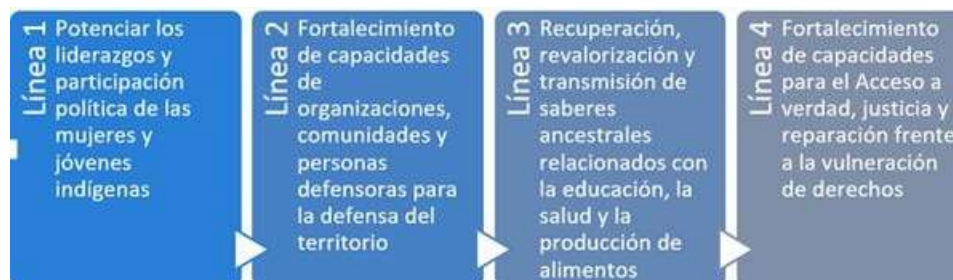 Línea 1
Potenciar los
liderazgos y
participación
política de las
mujeres y
jóvenes
indígenas
Línea 2
Fortalecimiento
de capacidades
de
organizaciones,
comunidades y
personas
defensoras para
la defensa del
territorio
Línea 3
Recuperación,
revalorización y
transmisión de
saberes
ancestrales
relacionados con
la educación, la
salud y la
producción de
alimentos
Línea 4
Fortalecimiento
de capacidades
para el Acceso a
verdad, justicia y
reparación frente
a la vulneración
de derechos